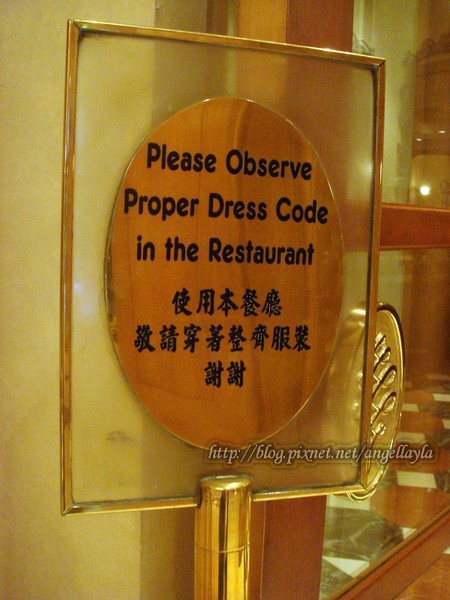 Please Observe
Proper Dress Code
in the Restaurant
使用本餐廳
敬請穿著整齊服裝
謝謝
http://blog.pixnet.net/angellayla